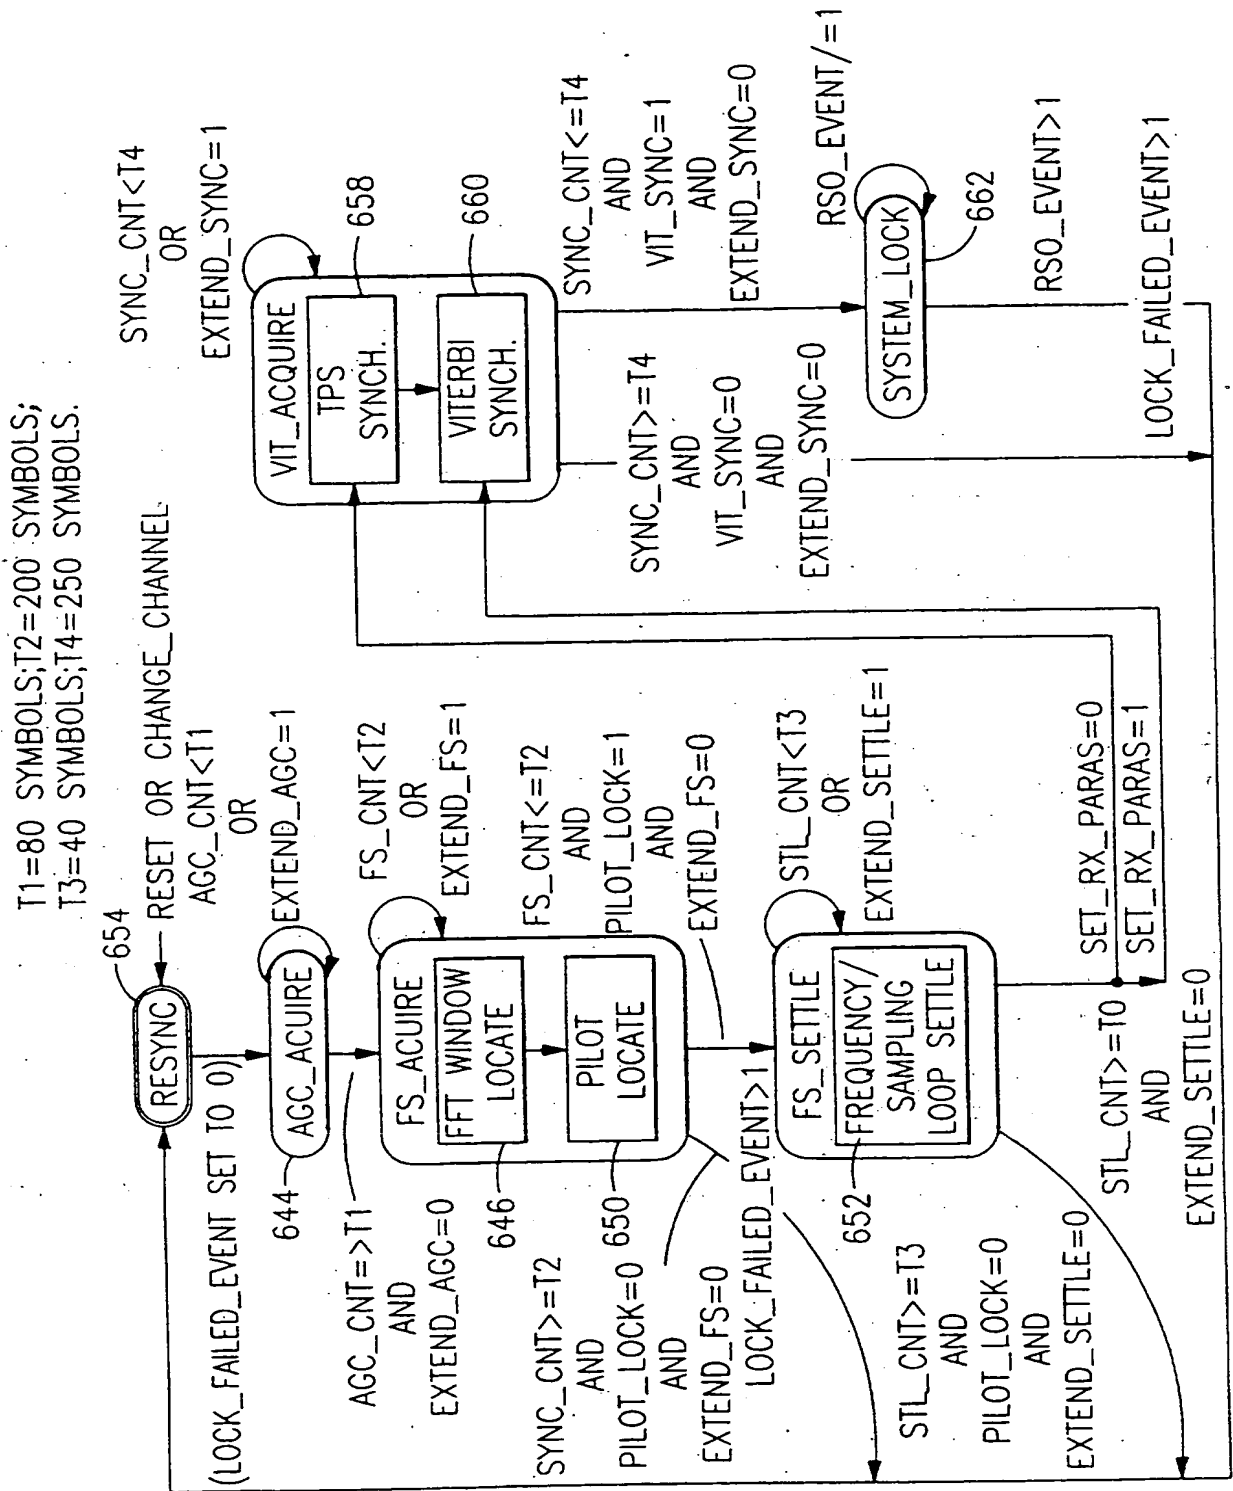 T1=80 SYMBOLS;T2=200 SYMBOLS;
T3=40 SYMBOLS;T4=250 SYMBOLS.
654
RESYNC
RESET OR CHANGE_CHANNEL
(LOCK_FAILED_EVENT SET TO 0)
AGC_CNT<T1
OR
EXTEND_AGC=1
644
AGC_ACUIRE
AGC_CNT=>T1
AND
EXTEND_AGC=0
FS_CNT<T2
OR
EXTEND_FS=1
FS_ACUIRE
FFT WINDOW
LOCATE
646
PILOT
LOCATE
650
FS_CNT<=T2
AND
PILOT_LOCK=1
AND
EXTEND_FS=0
SYNC_CNT>=T2
AND
PILOT_LOCK=0
AND
EXTEND_FS=0
LOCK_FAILED_EVENT>1
STL_CNT<T3
OR
EXTEND_SETTLE=1
FS_SETTLE
FREQUENCY/
SAMPLING
LOOP SETTLE
652
STL_CNT>=T3
AND
PILOT_LOCK=0
AND
EXTEND_SETTLE=0
SET_RX_PARAS=0
SET_RX_PARAS=1
STL_CNT>=T0
AND
EXTEND_SETTLE=0
SYNC_CNT<T4
OR
EXTEND_SYNC=1
VIT_ACQUIRE
TPS
SYNCH.
658
VITERBI
SYNCH.
660
SYNC_CNT<=T4
AND
VIT_SYNC=1
AND
EXTEND_SYNC=0
SYNC_CNT>=T4
AND
VIT_SYNC=0
AND
EXTEND_SYNC=0
RSO_EVENT/=1
SYSTEM_LOCK
662
RSO_EVENT>1
LOCK_FAILED_EVENT>1